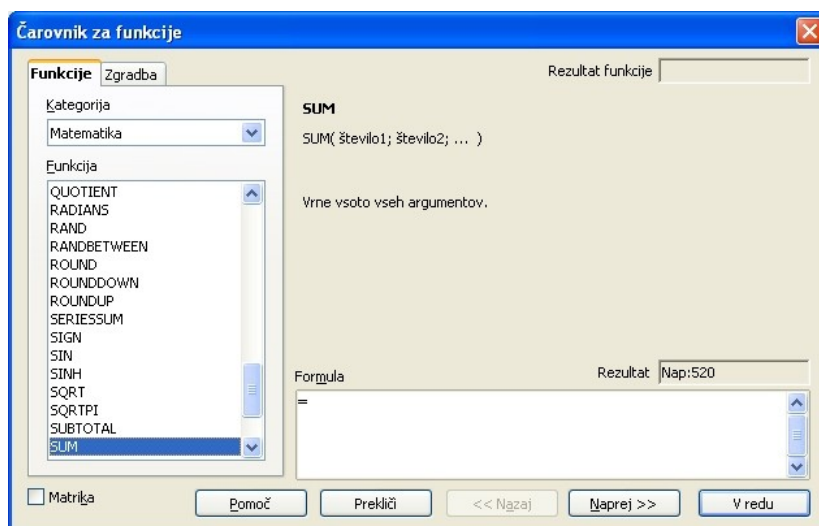 Čarovnik za funkcije
Funkcije Zgradba
Rezultat funkcije
Kategorija
Matematika
Funkcija
QUOTIENT
RADIANS
RAND
RANDBETWEEN
ROUND
ROUNDDOWN
ROUNDUP
SERIESSUM
SIGN
SIN
SINH
SQRT
SQRTPI
SUBTOTAL
SUM
SUM
SUM( število1; število2; ... )
Vrne vsoto vseh argumentov.
Formula
Rezultat Nap:520
=
Matrika
Pomoč
Prekliči
<< Nazaj
Naprej >>
V redu